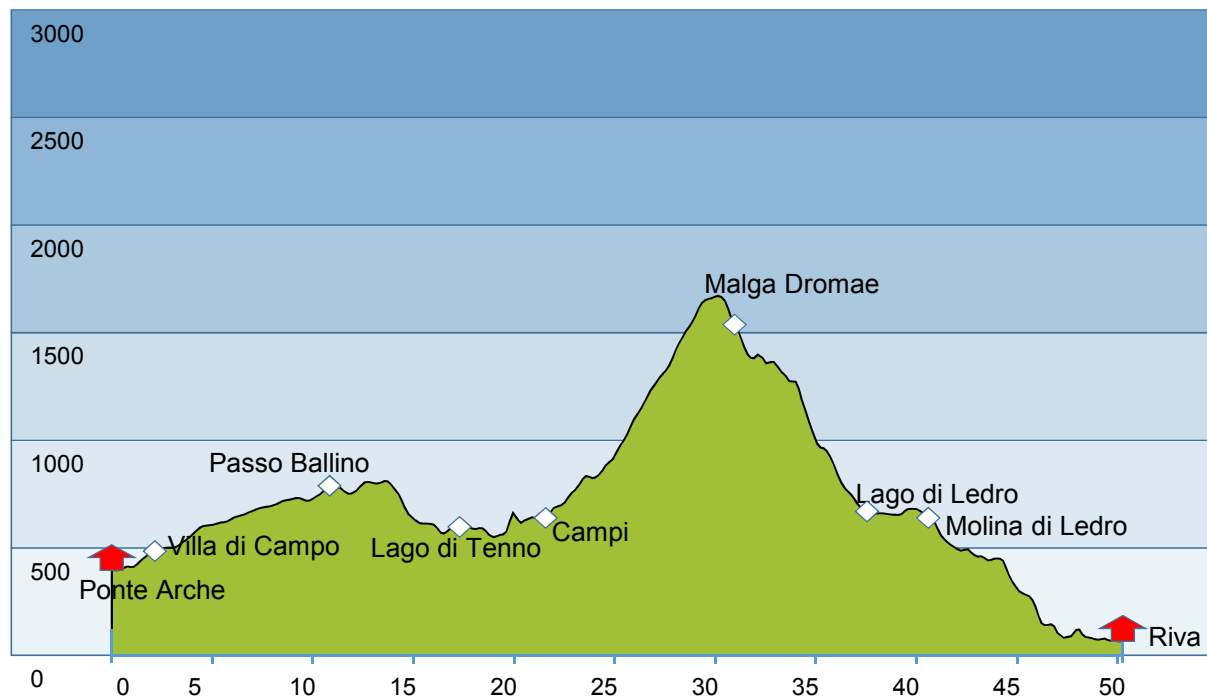 3000
2500
2000
Malga Dromae
1500
1000
Passo Ballino
Lago di Ledro
Molina di Ledro
Campi
Villa di Campo
Lago di Tenno
500
Ponte Arche
Riva
0
0 5 10 15 20 25 30 35 40 45 50